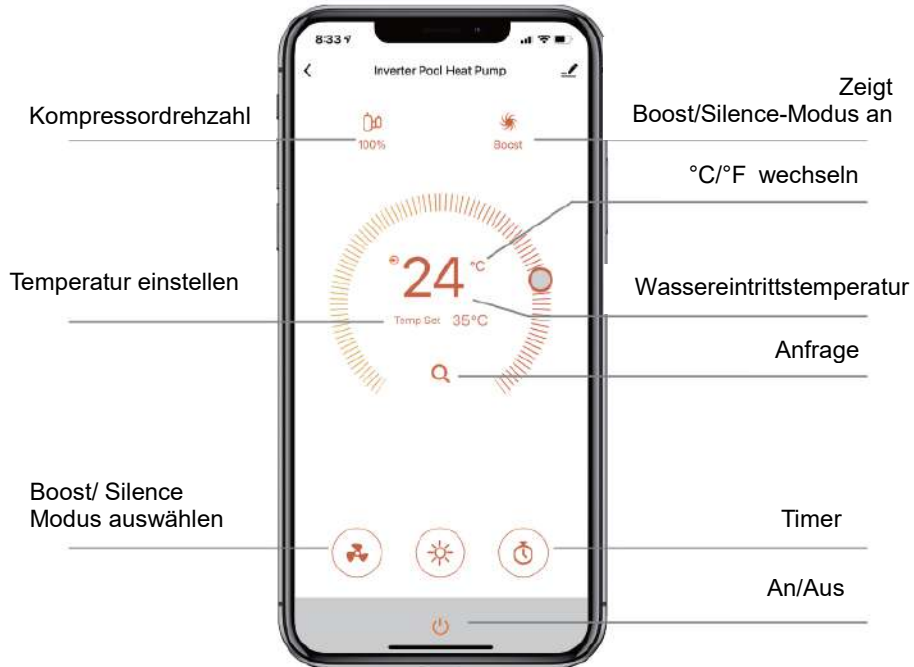 8:33
Inverter Pool Heat Pump
Kompressordrehzahl
Zeigt
Boost/Silence-Modus an
100%
Boost
°C/°F wechseln
24 °C
Temperatur einstellen
Wassereintrittstemperatur
Temp Set 35°C
Anfrage
Boost/ Silence
Modus auswählen
Timer
An/Aus